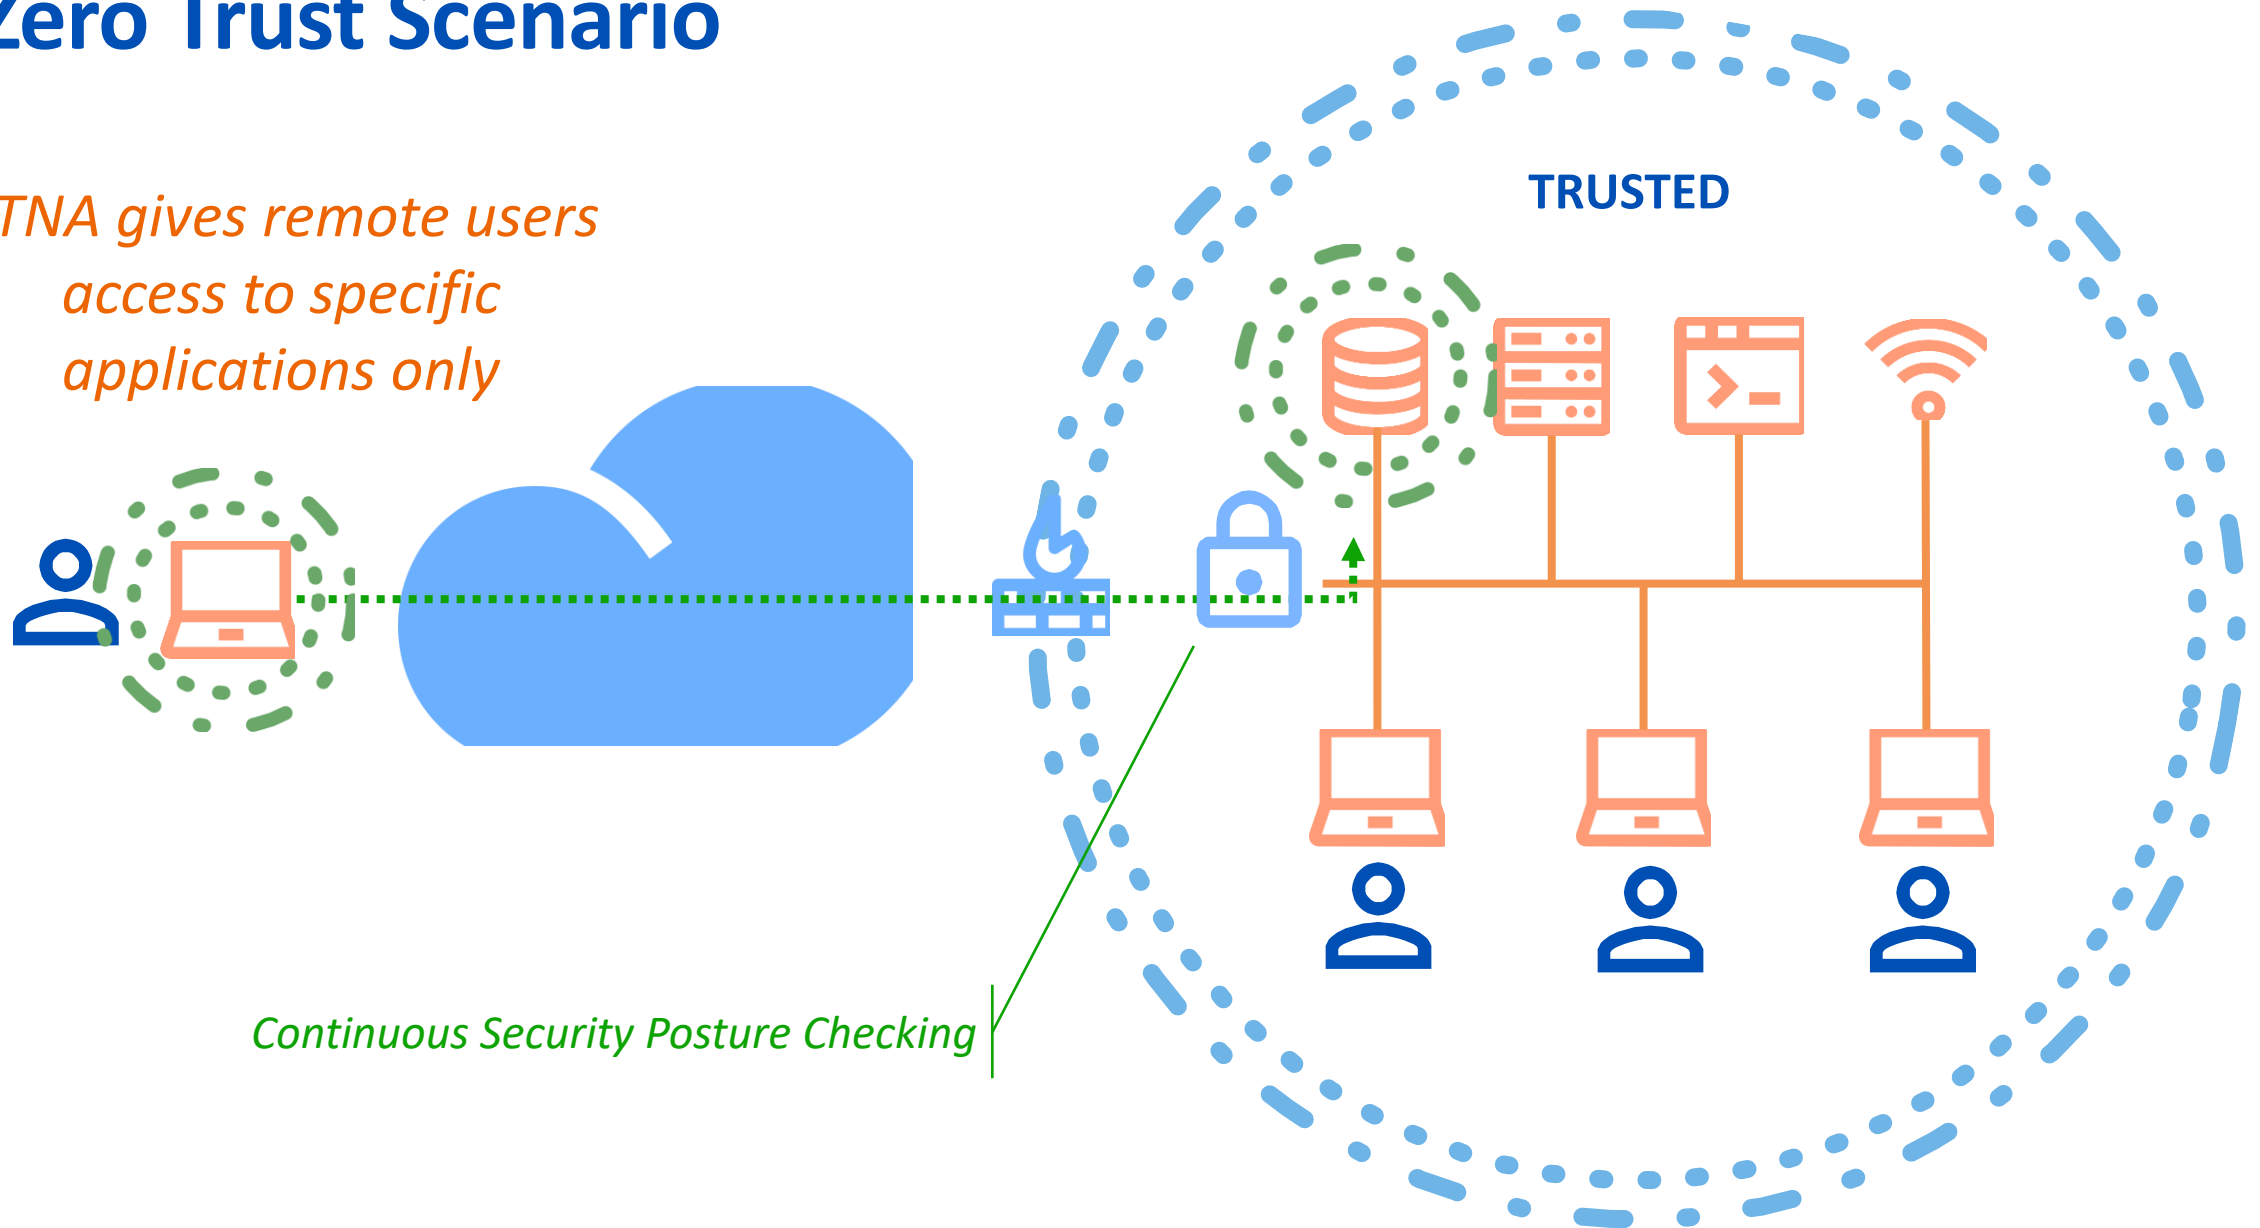 Zero Trust Scenario
TNA gives remote users
access to specific
applications only
TRUSTED
Continuous Security Posture Checking